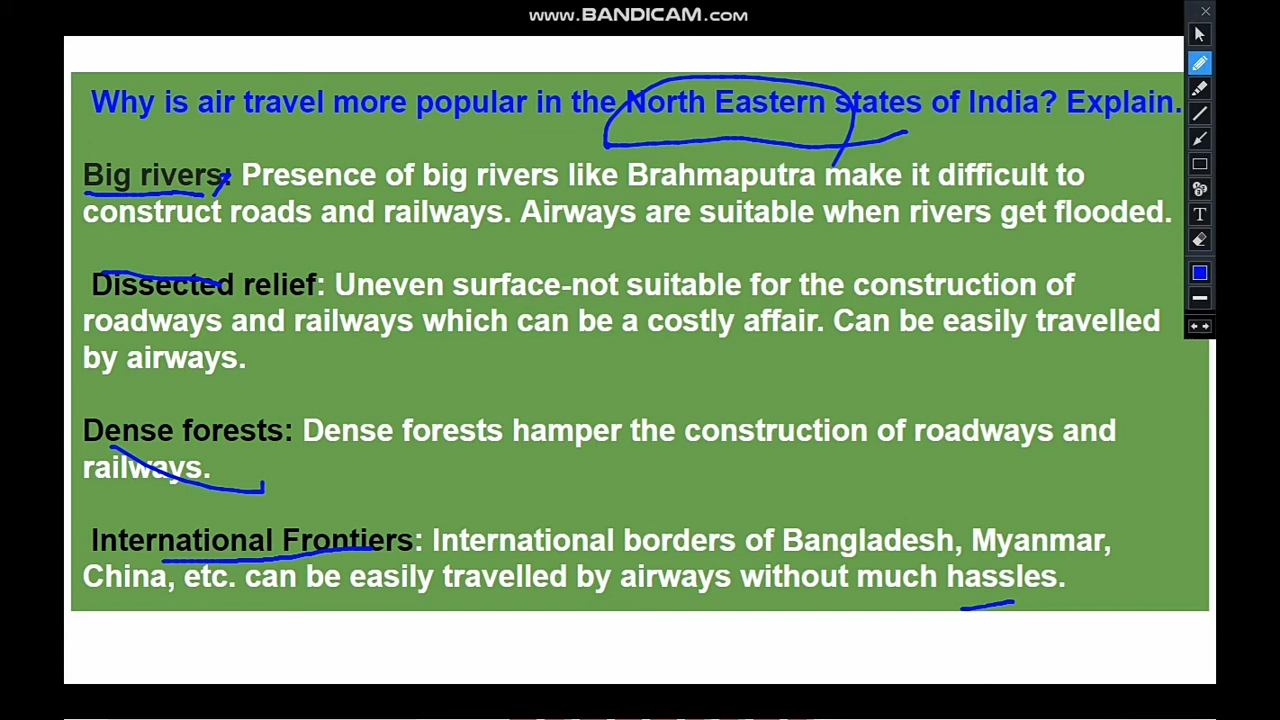 WWW.BANDICAM.COM
Why is air travel more popular in the North Eastern states of India? Explain.
Big rivers: Presence of big rivers like Brahmaputra make it difficult to
construct roads and railways. Airways are suitable when rivers get flooded.
Dissected relief: Uneven surface-not suitable for the construction of
roadways and railways which can be a costly affair. Can be easily travelled
by airways.
Dense forests: Dense forests hamper the construction of roadways and
railways.
International Frontiers: International borders of Bangladesh, Myanmar,
China, etc. can be easily travelled by airways without much hassles.